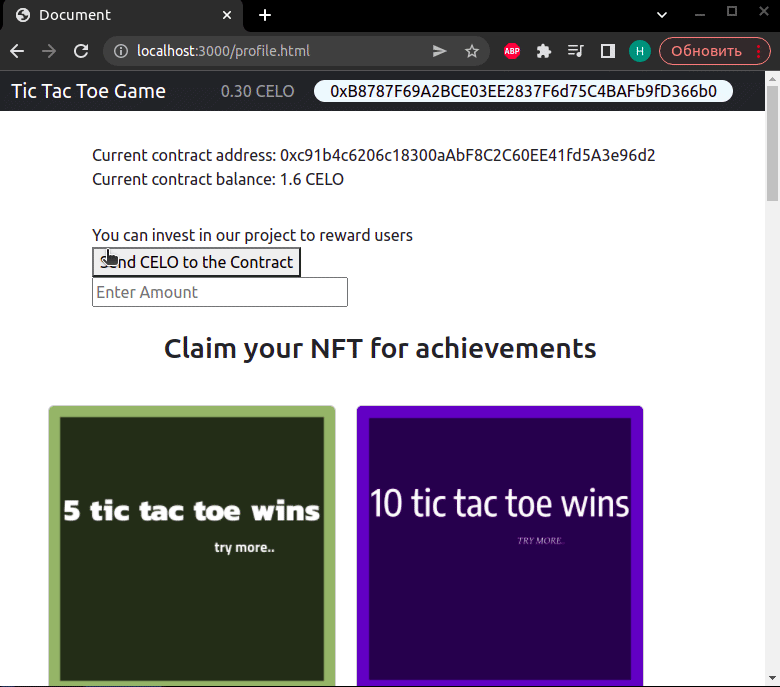 Document
localhost:3000/profile.html
ABP
H
Обновить
Tic Tac Toe Game
0.30 CELO
0xB8787F69A2BCE03EE2837F6d75C4BAFb9fD366b0
Current contract address: 0xc91b4c6206c18300aAbF8C2C60EE41fd5A3e96d2
Current contract balance: 1.6 CELO
You can invest in our project to reward users
Send CELO to the Contract
Enter Amount
Claim your NFT for achievements
5 tic tac toe wins
try more..
10 tic tac toe wins
TRY MORE..